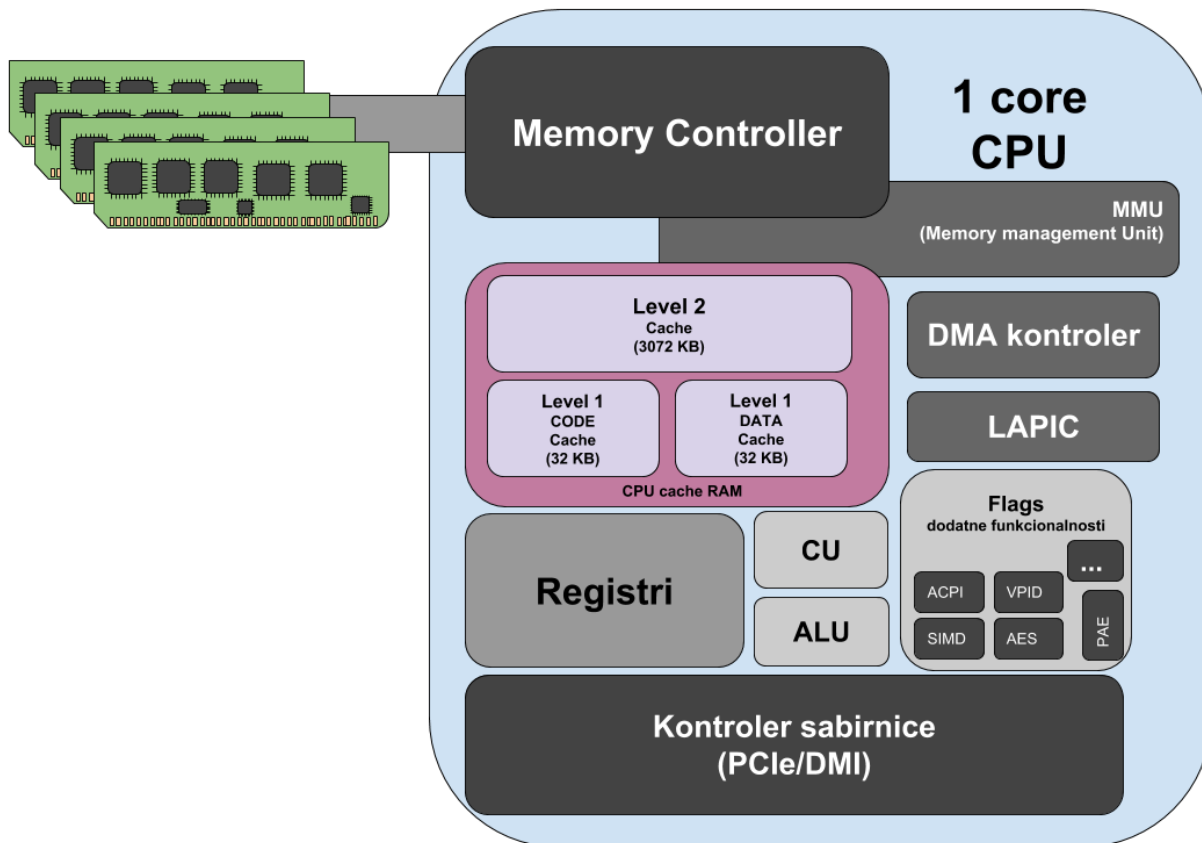 1 core
CPU
Memory Controller
MMU
(Memory management Unit)
Level 2
Cache
(3072 KB)
Level 1
CODE
Cache
(32 KB)
Level 1
DATA
Cache
(32 KB)
CPU cache RAM
DMA kontroler
LAPIC
Flags
dodatne funkcionalnosti
...
ACPI
VPID
SIMD
AES
PAE
Registri
CU
ALU
Kontroler sabirnice
(PCIe/DMI)